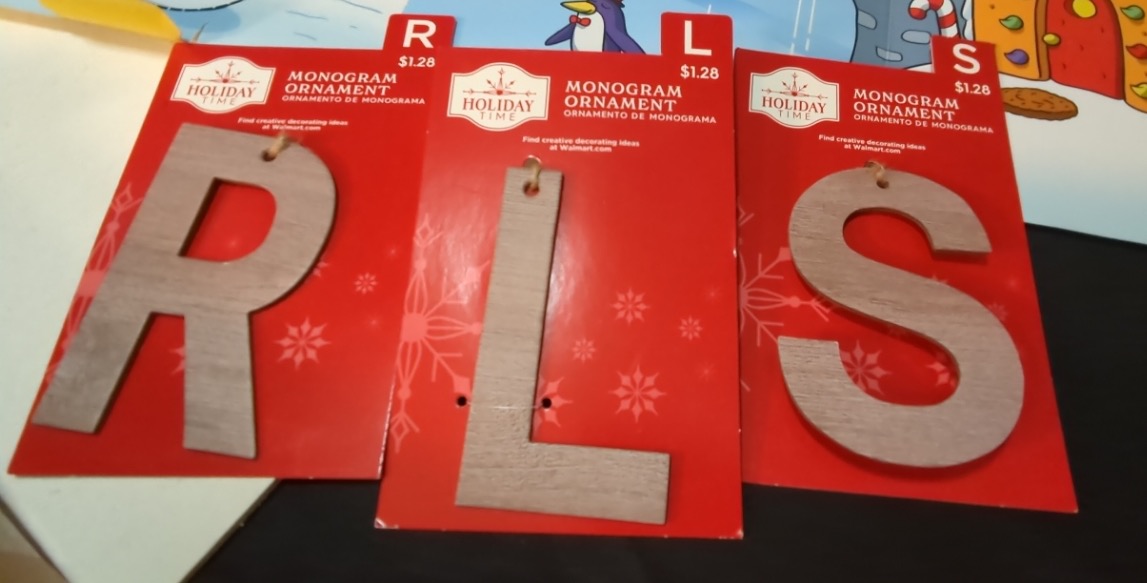 R
$1.28
HOLIDAY
TIME
MONOGRAM
ORNAMENT
ORNAMENTO DE MONOGRAMA
Find creative decorating ideas
at Walmart.com
R
L
$1.28
HOLIDAY
TIME
MONOGRAM
ORNAMENT
ORNAMENTO DE MONOGRAMA
Find creative decorating ideas
at Walmart.com
L
S
$1.28
HOLIDAY
TIME
MONOGRAM
ORNAMENT
ORNAMENTO DE MONOGRAMA
Find creative decorating ideas
at Walmart.com
S